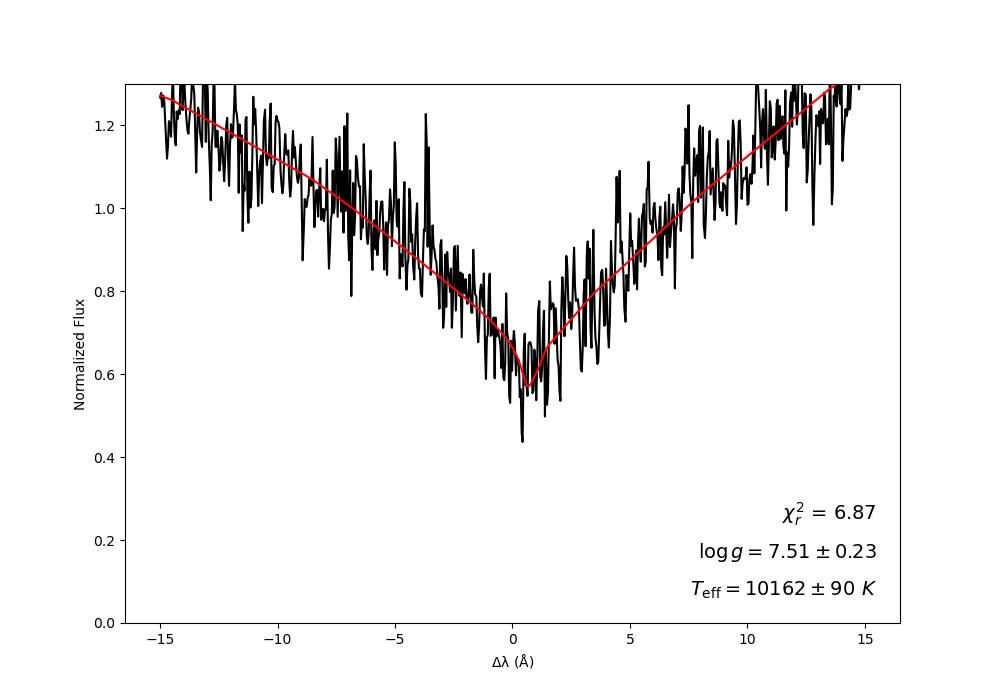 1.2
1.0
0.8
0.6
0.4
0.2
0.0
Normalized Flux
χ²ᵣ = 6.87
log g = 7.51 ± 0.23
T_eff = 10162 ± 90 K
−15 −10 −5 0 5 10 15
Δλ (Å)